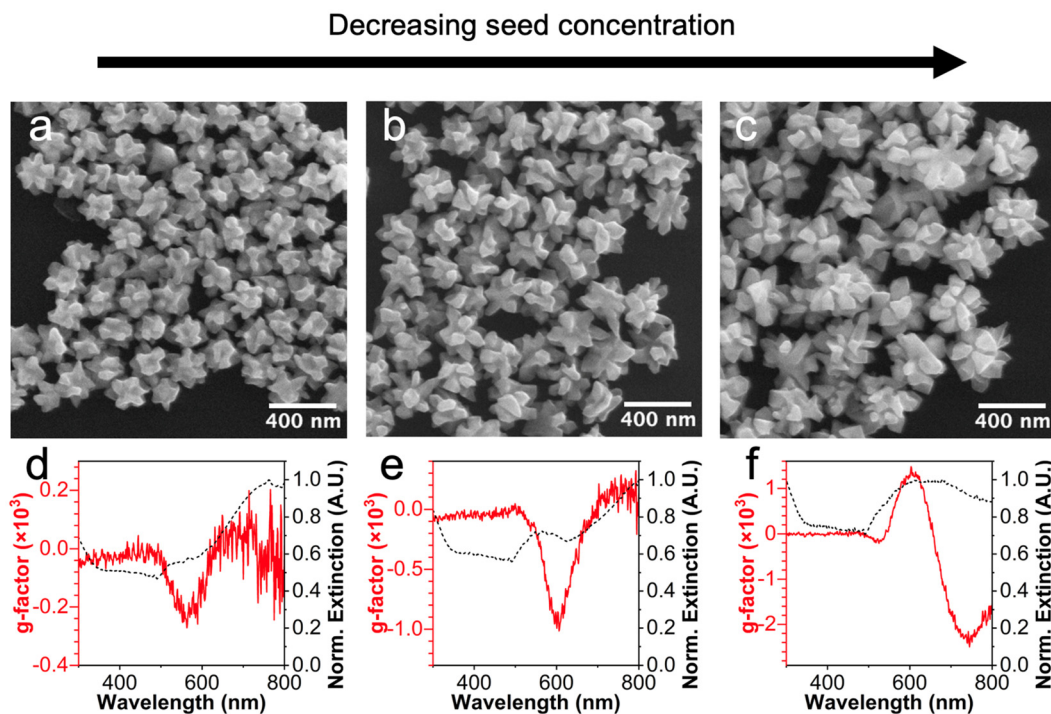 Decreasing seed concentration
a
b
c
400 nm
400 nm
400 nm
d
e
f
g-factor (×10³)
0.2
0.0
-0.2
-0.4
1.0
0.8
0.6
0.4
0.2
0.0
Norm. Extinction (A.U.)
400 600 800
Wavelength (nm)
g-factor (×10³)
0.0
-0.5
-1.0
1.0
0.8
0.6
0.4
0.2
0.0
Norm. Extinction (A.U.)
400 600 800
Wavelength (nm)
g-factor (×10³)
1
0
-1
-2
1.0
0.8
0.6
0.4
0.2
0.0
Norm. Extinction (A.U.)
400 600 800
Wavelength (nm)